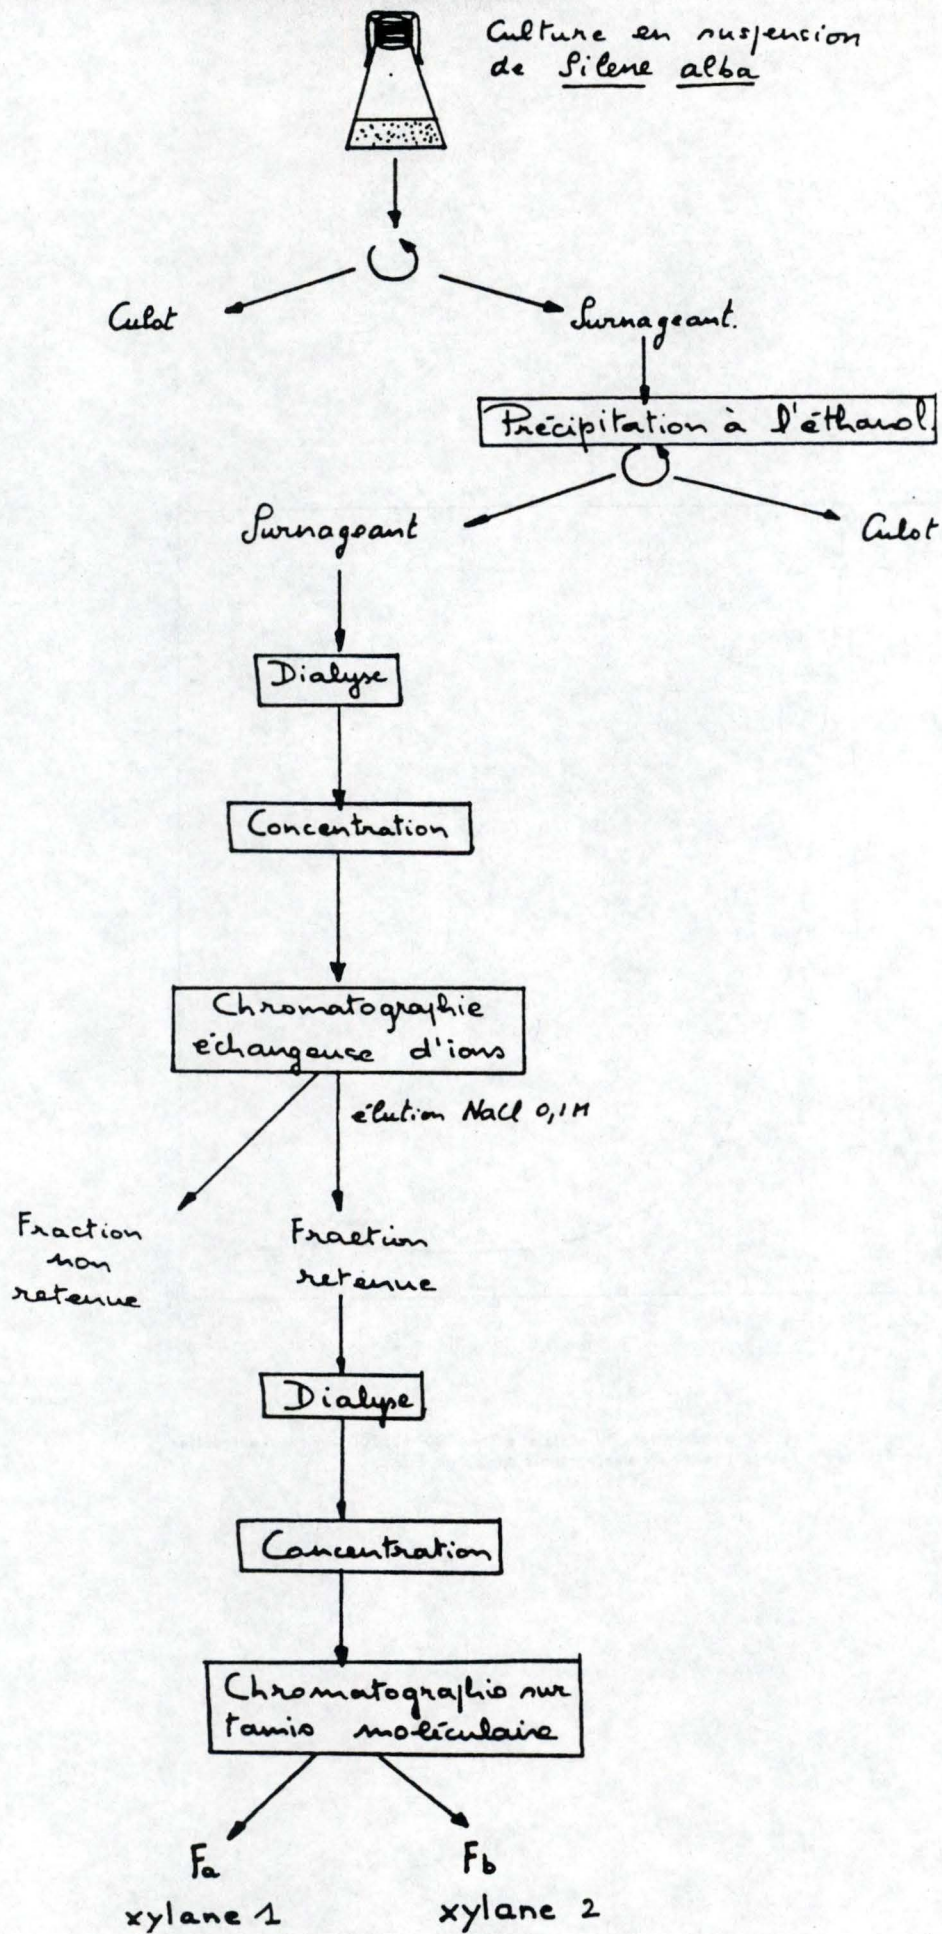 Culture en suspension
de Silene alba
Culot
Surnageant.
Précipitation à l'éthanol.
Surnageant
Culot
Dialyse
Concentration
Chromatographie
échangeuse d'ions
élution NaCl 0,1M
Fraction
non
retenue
Fraction
retenue
Dialyse
Concentration
Chromatographie sur
tamis moléculaire
Fa
xylane 1
Fb
xylane 2